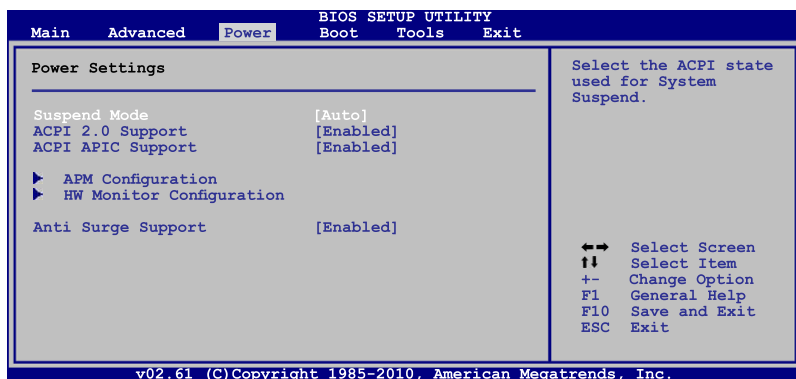 BIOS SETUP UTILITY
Main Advanced Power Boot Tools Exit
Power Settings
Suspend Mode [Auto]
ACPI 2.0 Support [Enabled]
ACPI APIC Support [Enabled]
APM Configuration
HW Monitor Configuration
Anti Surge Support [Enabled]
Select the ACPI state
used for System
Suspend.
←→ Select Screen
↑↓ Select Item
+- Change Option
F1 General Help
F10 Save and Exit
ESC Exit
v02.61 (C)Copyright 1985-2010, American Megatrends, Inc.